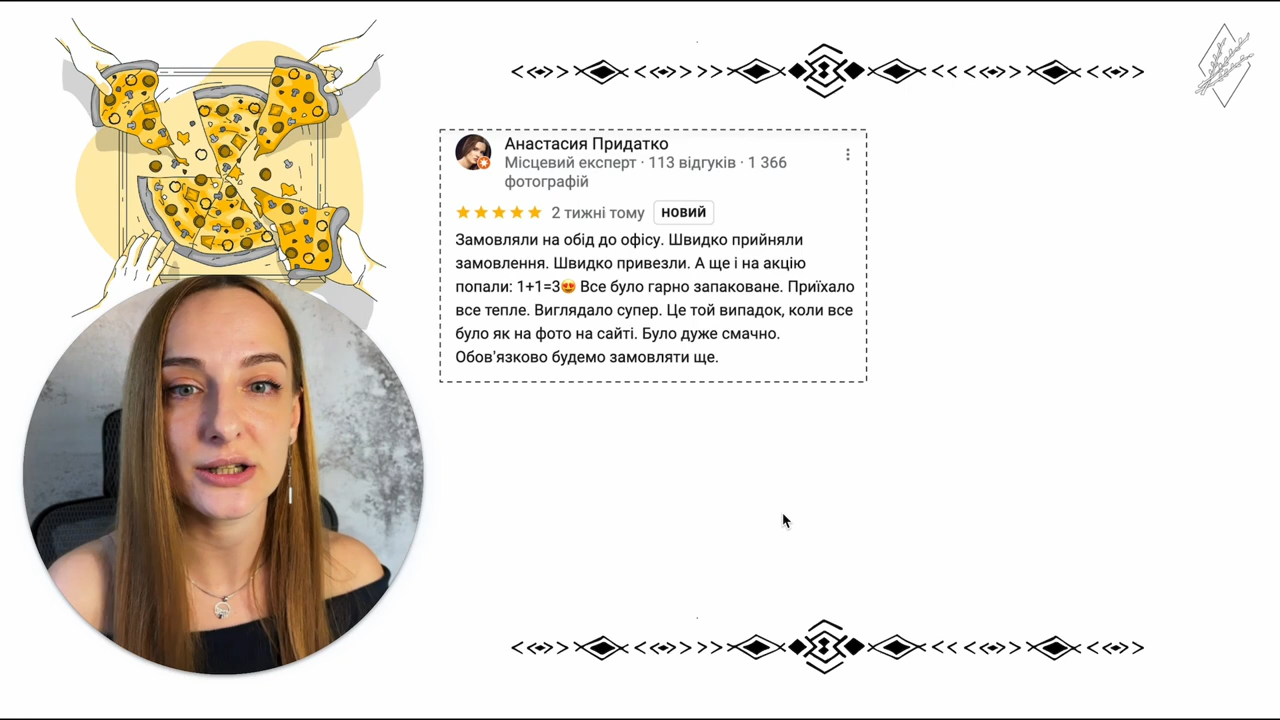 Анастасия Придатко
Місцевий експерт · 113 відгуків · 1 366
фотографій
2 тижні тому НОВИЙ
Замовляли на обід до офісу. Швидко прийняли
замовлення. Швидко привезли. А ще і на акцію
попали: 1+1=3😍 Все було гарно запаковане. Приїхало
все тепле. Виглядало супер. Це той випадок, коли все
було як на фото на сайті. Було дуже смачно.
Обов'язково будемо замовляти ще.